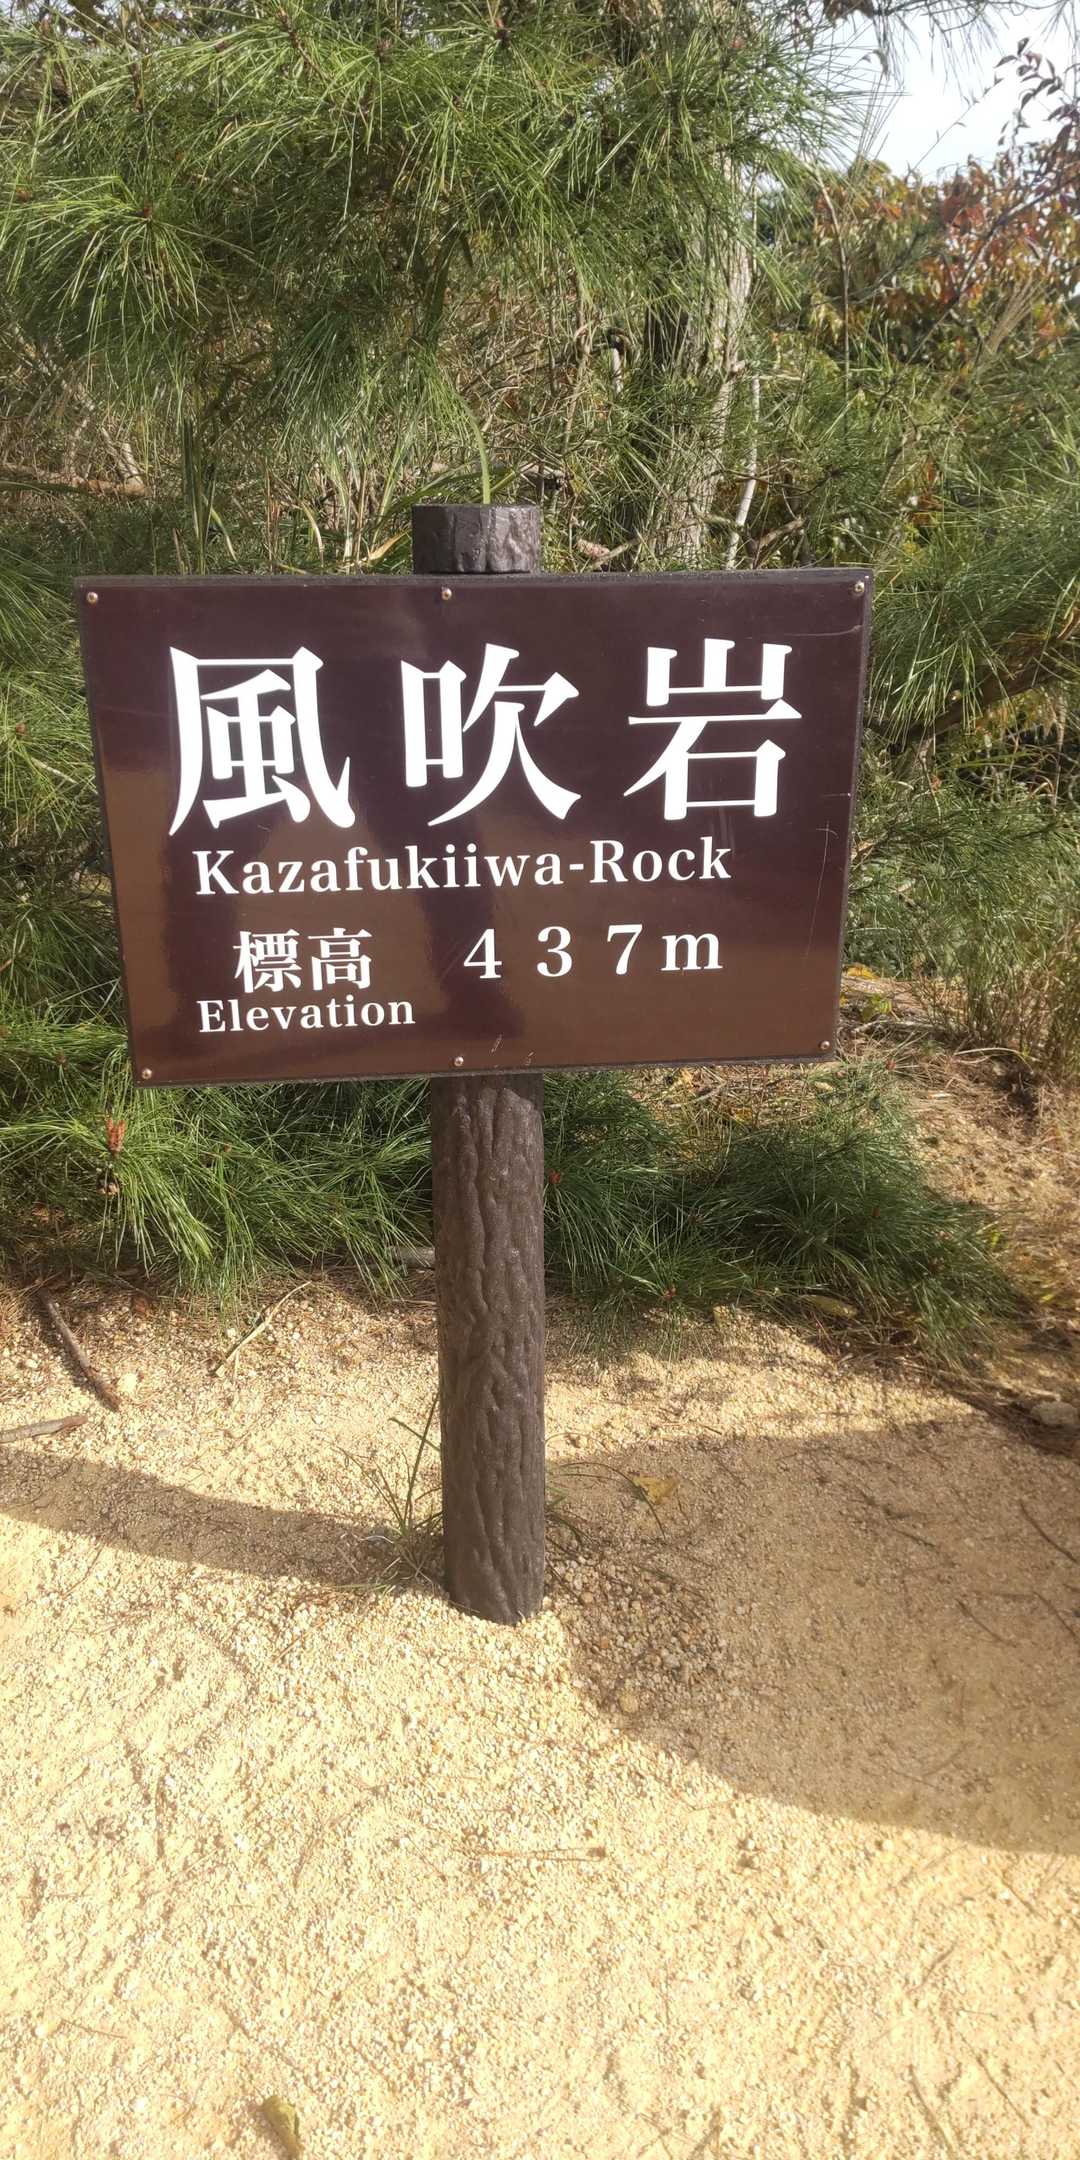 風吹岩
Kazafukiiwa-Rock
標高 437m
Elevation